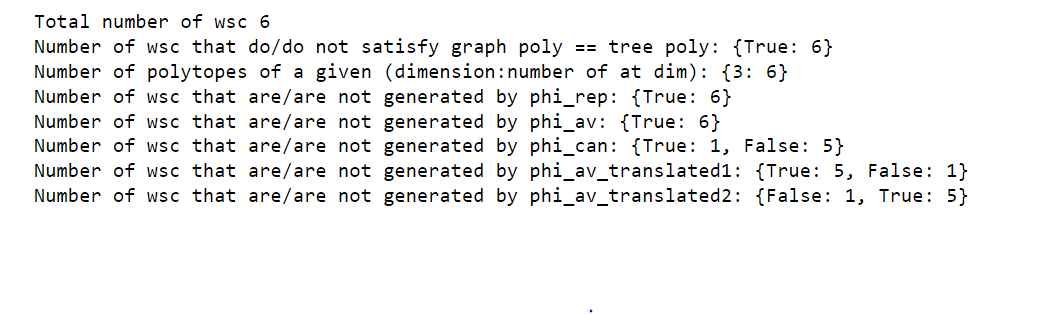 Total number of wsc 6
Number of wsc that do/do not satisfy graph poly == tree poly: {True: 6}
Number of polytopes of a given (dimension:number of at dim): {3: 6}
Number of wsc that are/are not generated by phi_rep: {True: 6}
Number of wsc that are/are not generated by phi_av: {True: 6}
Number of wsc that are/are not generated by phi_can: {True: 1, False: 5}
Number of wsc that are/are not generated by phi_av_translated1: {True: 5, False: 1}
Number of wsc that are/are not generated by phi_av_translated2: {False: 1, True: 5}